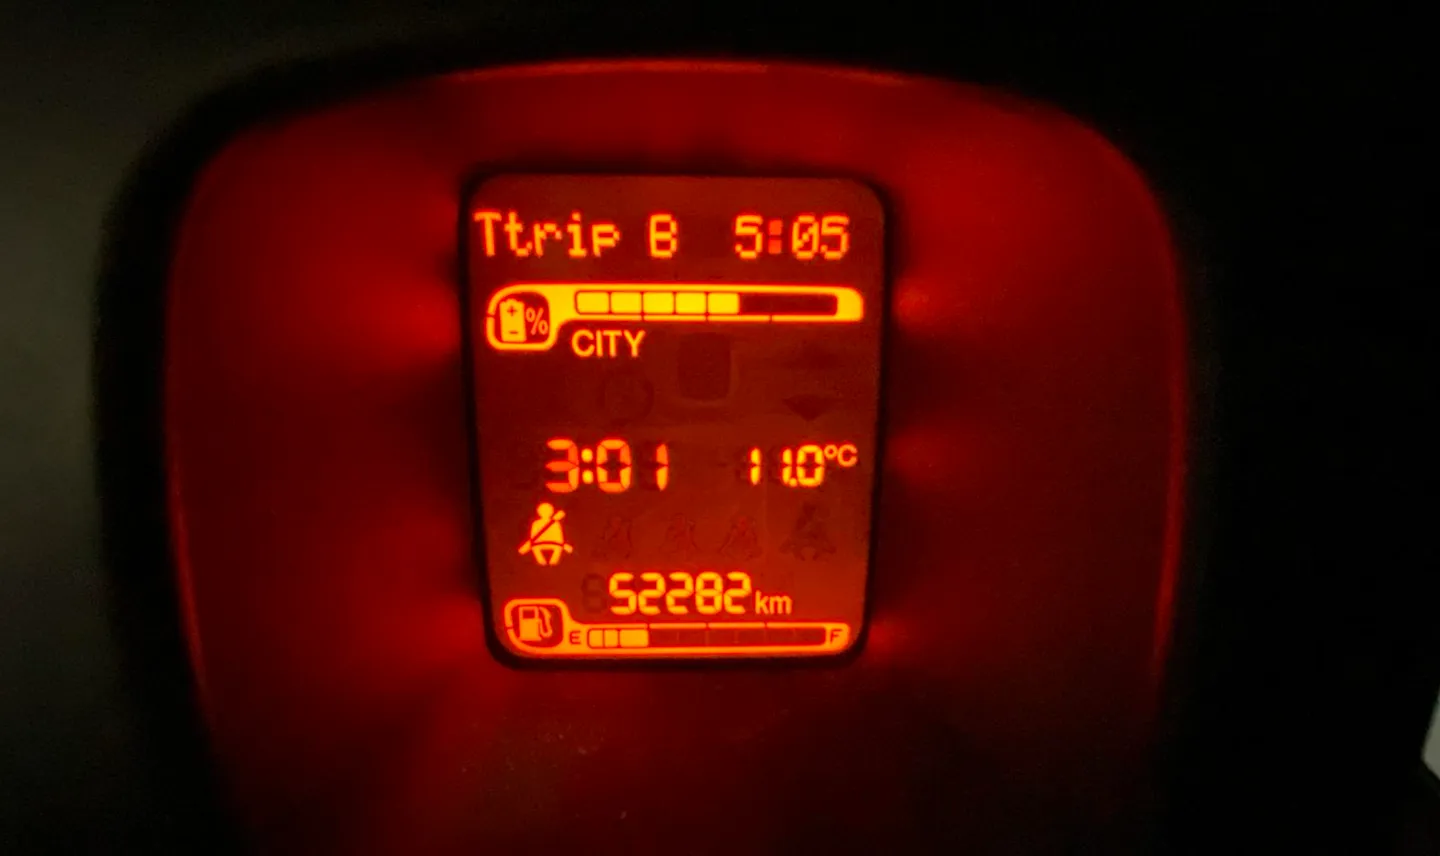 Ttrip B 5:05
%
CITY
3:01 11.0°C
52282 km
E F